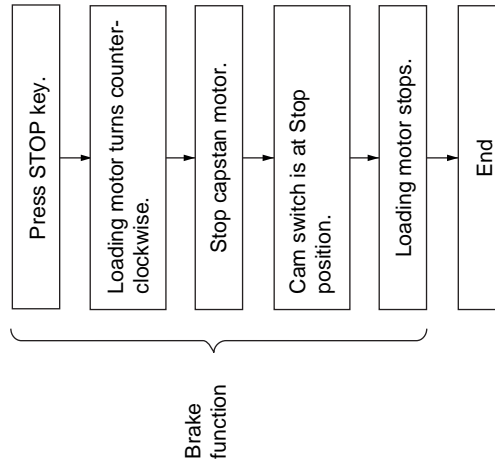 Press STOP key.
Loading motor turns counter-
clockwise.
Stop capstan motor.
Cam switch is at Stop
position.
Loading motor stops.
End
Brake
function